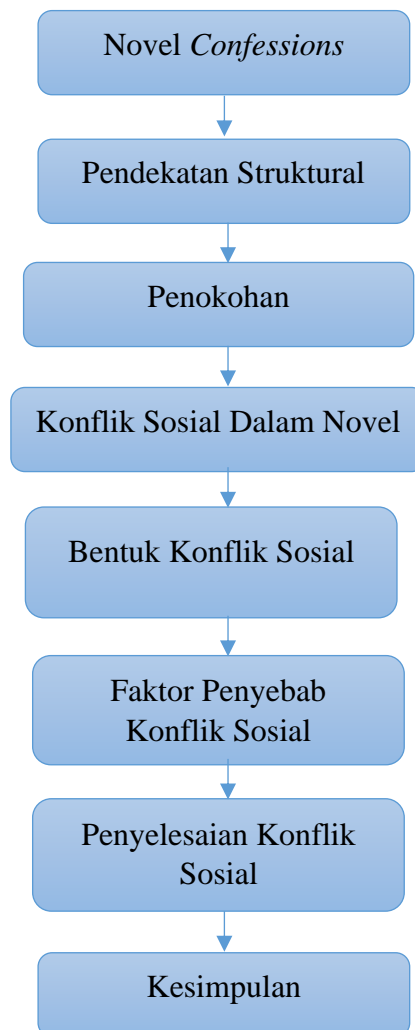 Novel Confessions
Pendekatan Struktural
Penokohan
Konflik Sosial Dalam Novel
Bentuk Konflik Sosial
Faktor Penyebab
Konflik Sosial
Penyelesaian Konflik
Sosial
Kesimpulan